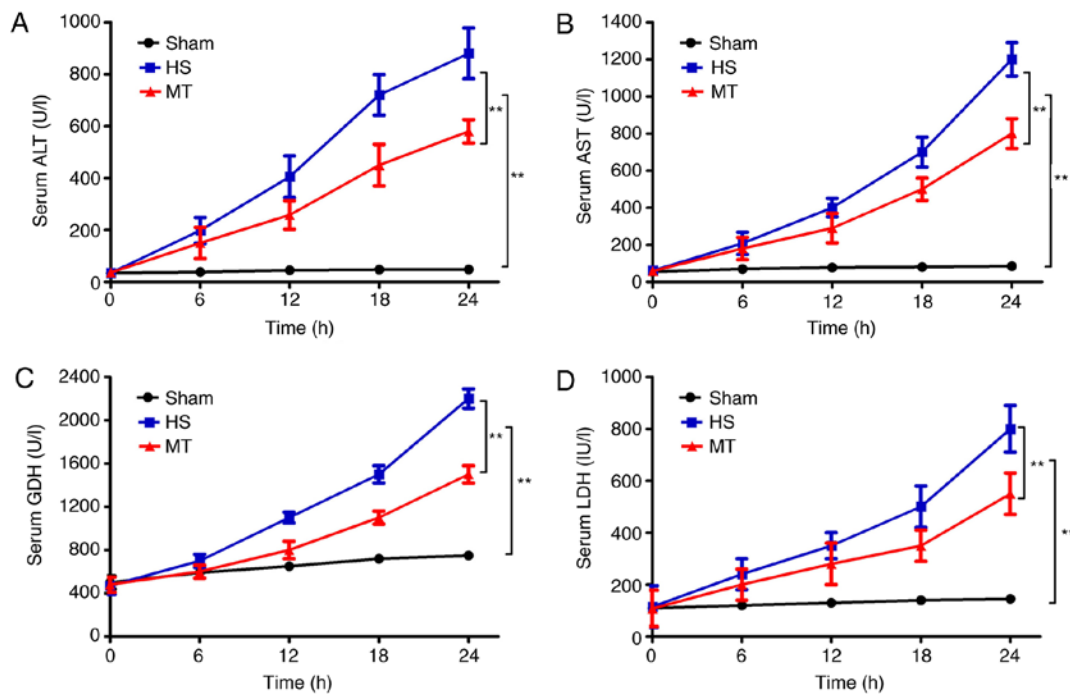 A
1000
800
600
400
200
0
Serum ALT (U/l)
Sham
HS
MT
**
**
0 6 12 18 24
Time (h)
B
1400
1200
1000
800
600
400
200
0
Serum AST (U/l)
Sham
HS
MT
**
**
0 6 12 18 24
Time (h)
C
2400
2000
1600
1200
800
400
0
Serum GDH (U/l)
Sham
HS
MT
**
**
0 6 12 18 24
Time (h)
D
1000
800
600
400
200
0
Serum LDH (IU/l)
Sham
HS
MT
**
**
0 6 12 18 24
Time (h)